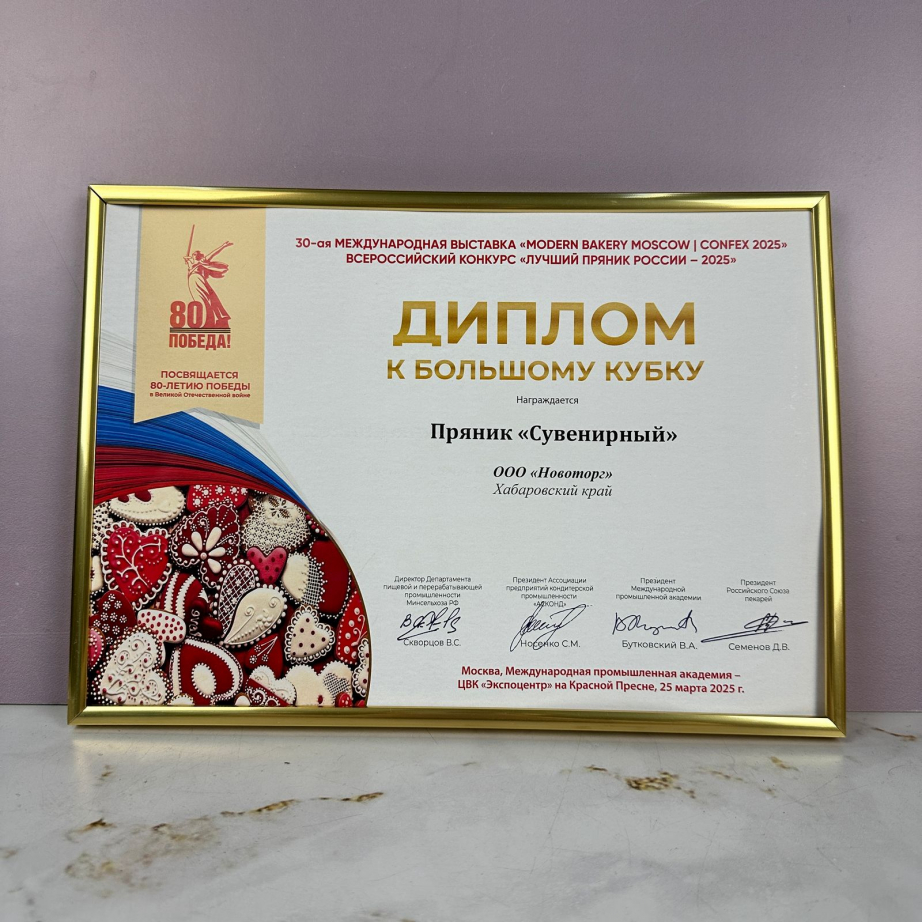 80
ПОБЕДА!
ПОСВЯЩАЕТСЯ
80-ЛЕТИЮ ПОБЕДЫ
в Великой Отечественной войне
30-ая МЕЖДУНАРОДНАЯ ВЫСТАВКА «MODERN BAKERY MOSCOW | CONFEX 2025»
ВСЕРОССИЙСКИЙ КОНКУРС «ЛУЧШИЙ ПРЯНИК РОССИИ – 2025»
ДИПЛОМ
К БОЛЬШОМУ КУБКУ
Награждается
Пряник «Сувенирный»
ООО «Новоторг»
Хабаровский край
Директор Департамента
пищевой и перерабатывающей
промышленности
Минсельхоза РФ
Скворцов В.С.
Президент Ассоциации
предприятий кондитерской
промышленности
«АСКОНД»
Носенко С.М.
Президент
Международной
промышленной академии
Бутковский В.А.
Президент
Российского Союза
пекарей
Семенов Д.В.
Москва, Международная промышленная академия –
ЦВК «Экспоцентр» на Красной Пресне, 25 марта 2025 г.